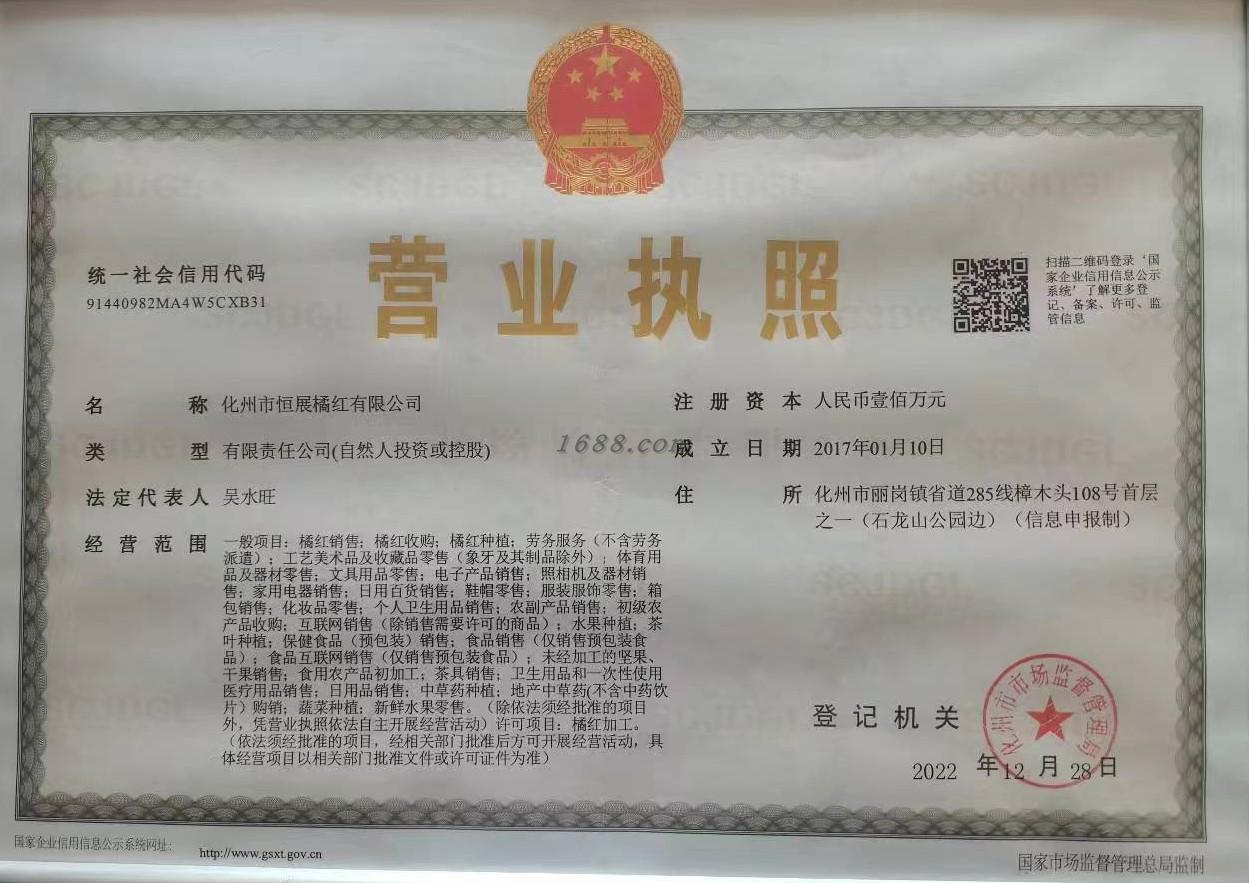 营业执照
统一社会信用代码
91440982MA4W5CXB31
扫描二维码登录‘国
家企业信用信息公示
系统’了解更多登
记、备案、许可、监
管信息
名称 化州市恒展橘红有限公司
类型 有限责任公司(自然人投资或控股)
法定代表人 吴水旺
经营范围 一般项目：橘红销售；橘红收购；橘红种植；劳务服务（不含劳务
派遣）；工艺美术品及收藏品零售（象牙及其制品除外）；体育用
品及器材零售；文具用品零售；电子产品销售；照相机及器材销
售；家用电器销售；日用百货销售；鞋帽零售；服装服饰零售；箱
包销售；化妆品零售；个人卫生用品销售；农副产品销售；初级农
产品收购；互联网销售（除销售需要许可的商品）；水果种植；茶
叶种植；保健食品（预包装）销售；食品销售（仅销售预包装食
品）；食品互联网销售（仅销售预包装食品）；未经加工的坚果、
干果销售；食用农产品初加工；茶具销售；卫生用品和一次性使用
医疗用品销售；日用品销售；中草药种植；地产中草药(不含中药饮
片）购销；蔬菜种植；新鲜水果零售。（除依法须经批准的项目
外，凭营业执照依法自主开展经营活动）许可项目：橘红加工。
（依法须经批准的项目，经相关部门批准后方可开展经营活动，具
体经营项目以相关部门批准文件或许可证件为准）
注册资本 人民币壹佰万元
成立日期 2017年01月10日
住所 化州市丽岗镇省道285线樟木头108号首层
之一（石龙山公园边）（信息申报制）
1688.com
登记机关
化州市市场监督管理局
2022 年12 月 28 日
国家企业信用信息公示系统网址：
http://www.gsxt.gov.cn
国家市场监督管理总局监制